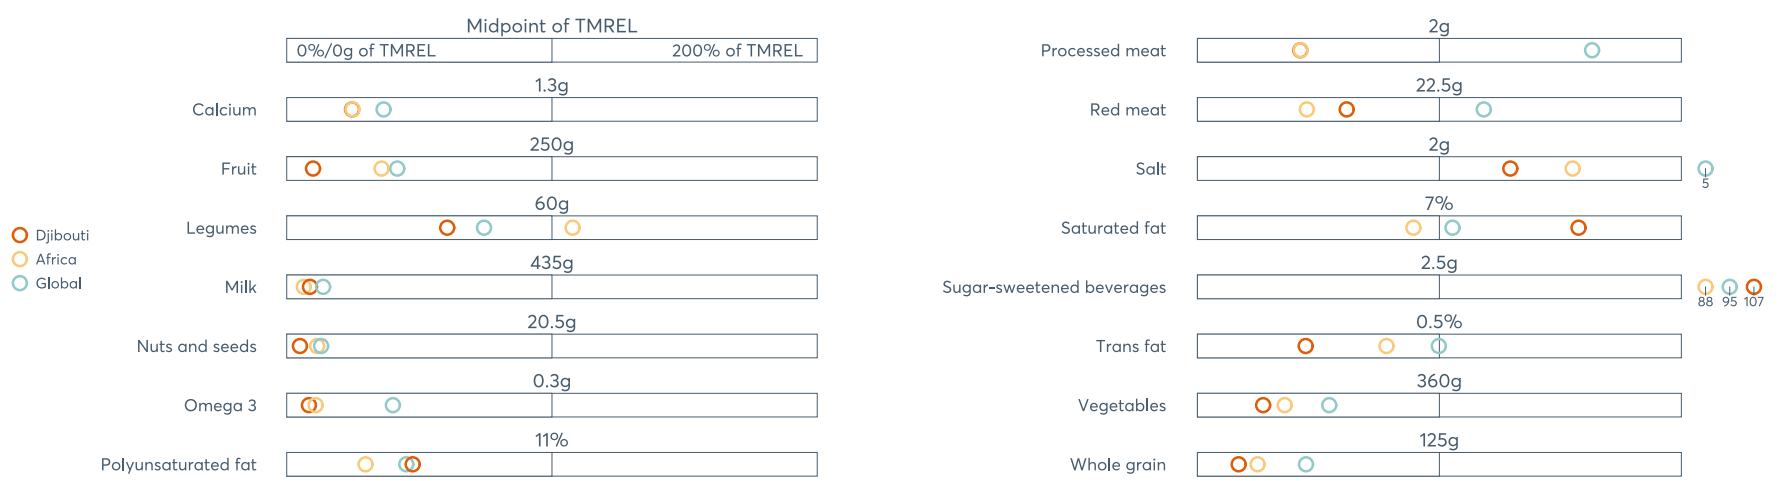 Midpoint of TMREL
0%/0g of TMREL 200% of TMREL
1.3g
Calcium
250g
Fruit
60g
Legumes
435g
Milk
20.5g
Nuts and seeds
0.3g
Omega 3
11%
Polyunsaturated fat
Djibouti
Africa
Global
2g
Processed meat
22.5g
Red meat
2g
Salt
5
7%
Saturated fat
2.5g
Sugar-sweetened beverages
88 95 107
0.5%
Trans fat
360g
Vegetables
125g
Whole grain